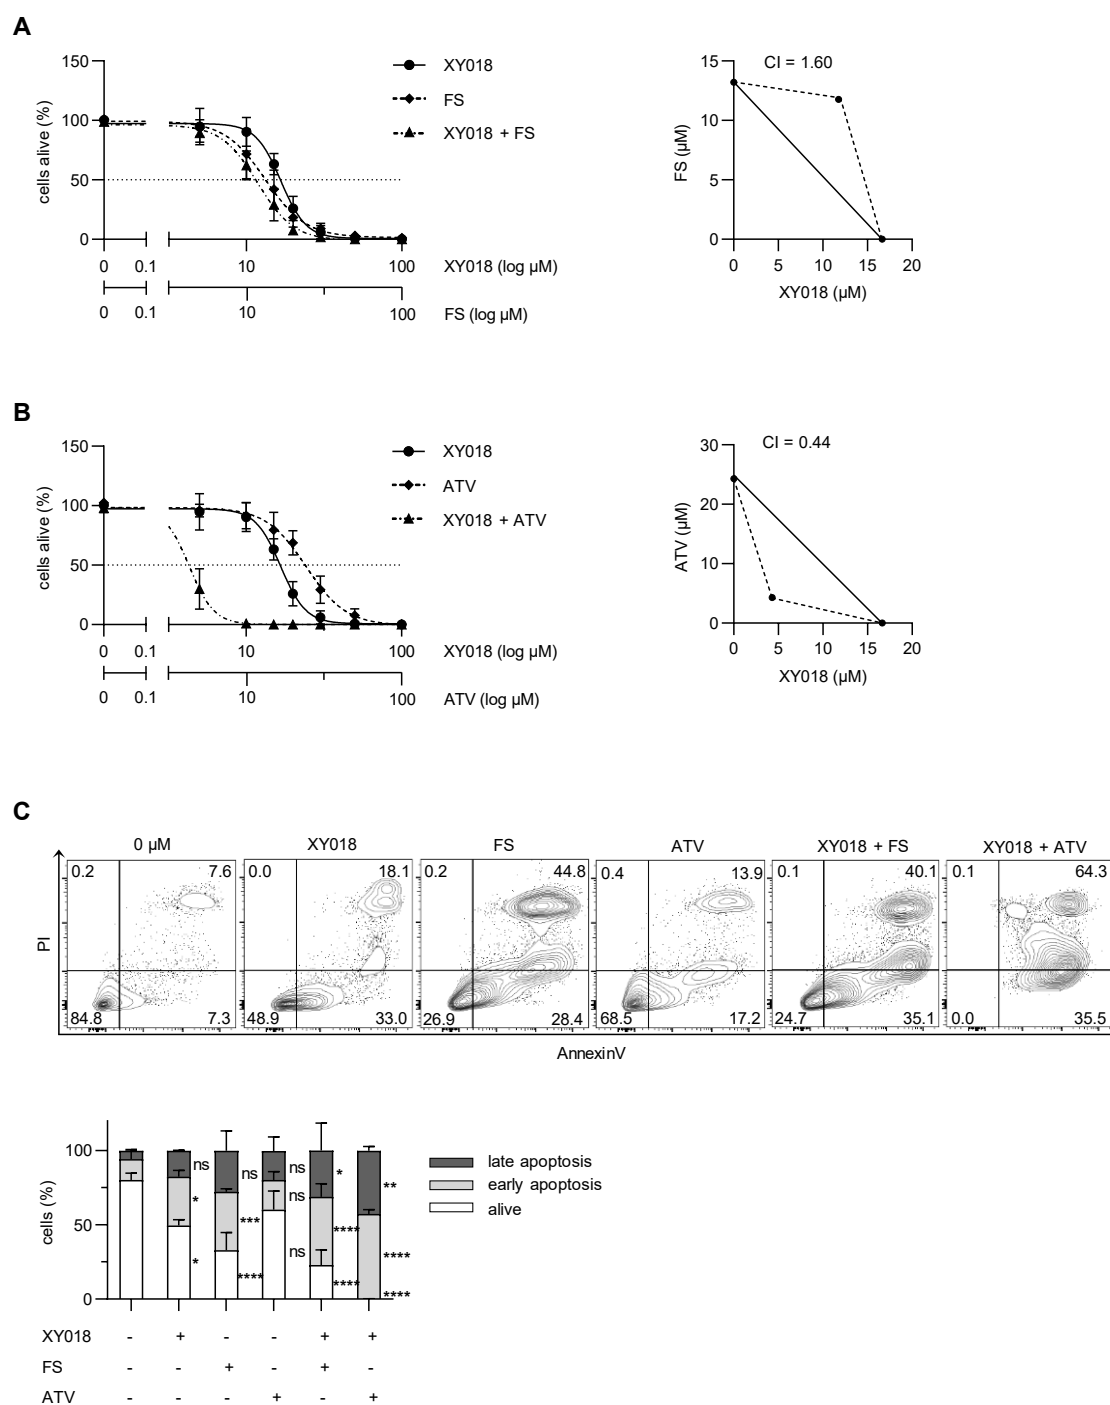 A
150
100
50
0
cells alive (%)
XY018
FS
XY018 + FS
0 0.1 10 100 XY018 (log µM)
0 0.1 10 100 FS (log µM)
CI = 1.60
15
10
5
0
FS (µM)
0 5 10 15 20
XY018 (µM)
B
150
100
50
0
cells alive (%)
XY018
ATV
XY018 + ATV
0 0.1 10 100 XY018 (log µM)
0 0.1 10 100 ATV (log µM)
CI = 0.44
30
20
10
0
ATV (µM)
0 5 10 15 20
XY018 (µM)
C
0 µM XY018 FS ATV XY018 + FS XY018 + ATV
0.2 7.6 0.0 18.1 0.2 44.8 0.4 13.9 0.1 40.1 0.1 64.3
PI
84.8 7.3 48.9 33.0 26.9 28.4 68.5 17.2 24.7 35.1 0.0 35.5
AnnexinV
100
50
0
cells (%)
ns * *
ns *** ****
ns ns ns
* **** ****
** **** ****
late apoptosis
early apoptosis
alive
XY018 - + - - + +
FS - - + - + -
ATV - - - + - +